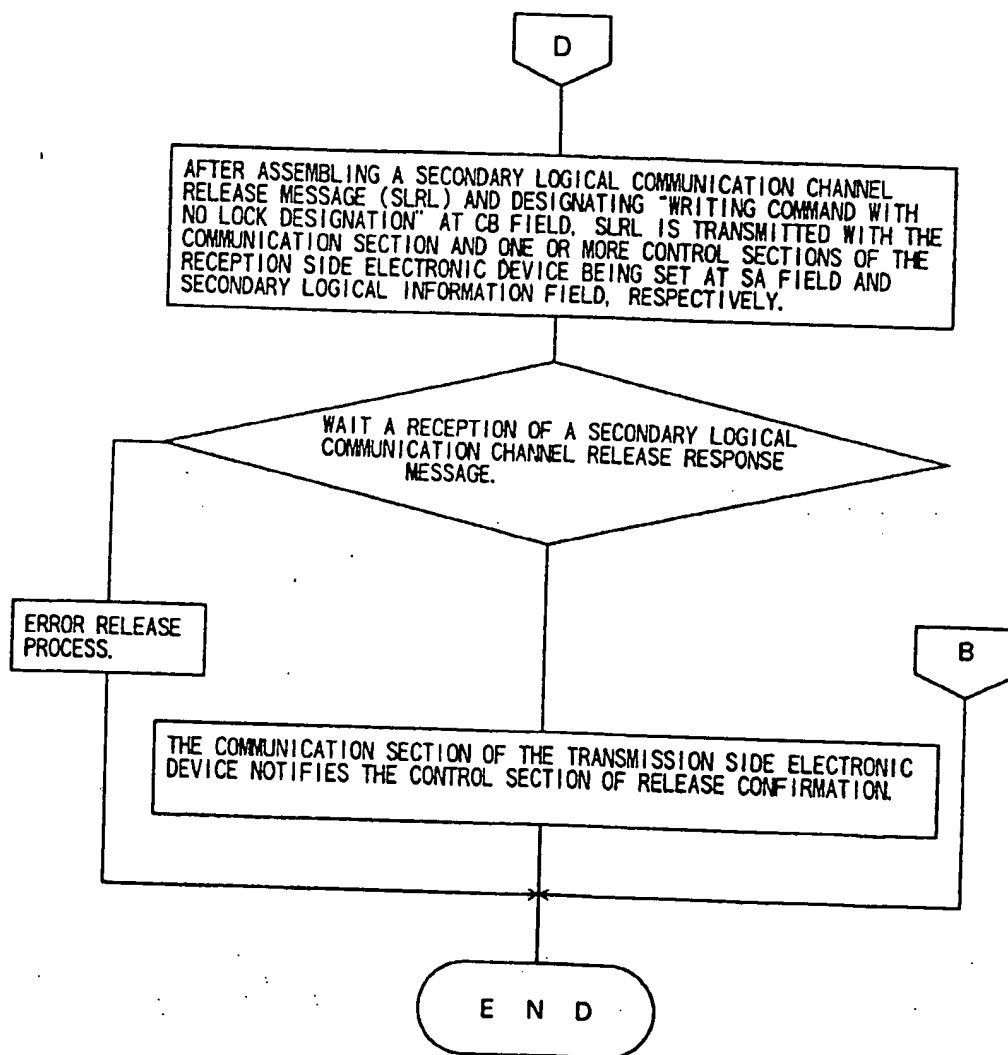 D
AFTER ASSEMBLING A SECONDARY LOGICAL COMMUNICATION CHANNEL
RELEASE MESSAGE (SLRL) AND DESIGNATING "WRITING COMMAND WITH
NO LOCK DESIGNATION" AT CB FIELD, SLRL IS TRANSMITTED WITH THE
COMMUNICATION SECTION AND ONE OR MORE CONTROL SECTIONS OF THE
RECEPTION SIDE ELECTRONIC DEVICE BEING SET AT SA FIELD AND
SECONDARY LOGICAL INFORMATION FIELD, RESPECTIVELY.
WAIT A RECEPTION OF A SECONDARY LOGICAL
COMMUNICATION CHANNEL RELEASE RESPONSE
MESSAGE.
ERROR RELEASE
PROCESS.
B
THE COMMUNICATION SECTION OF THE TRANSMISSION SIDE ELECTRONIC
DEVICE NOTIFIES THE CONTROL SECTION OF RELEASE CONFIRMATION.
E N D